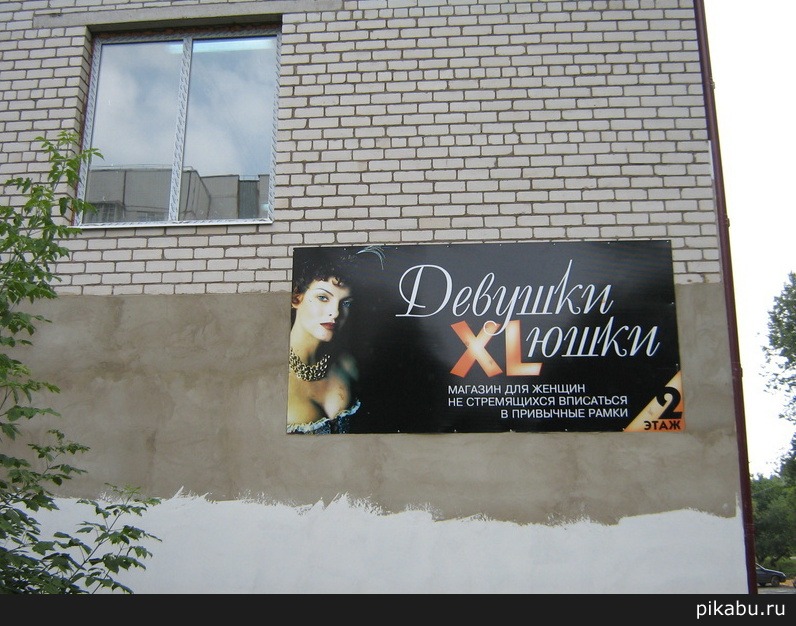 Девушки
XLюшки
МАГАЗИН ДЛЯ ЖЕНЩИН
НЕ СТРЕМЯЩИХСЯ ВПИСАТЬСЯ
В ПРИВЫЧНЫЕ РАМКИ
2
ЭТАЖ
pikabu.ru